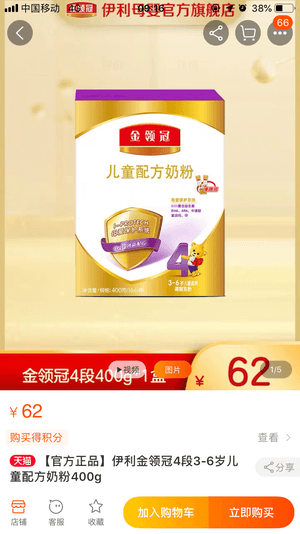 中国移动 4G 09:16 38%
伊利母婴官方旗舰店
66
金领冠
儿童配方奶粉
4
3-6岁
金领冠4段400g*1盒 ¥62
视频 图片 1/5
¥62
购买得积分 查看
天猫 【官方正品】伊利金领冠4段3-6岁儿童配方奶粉400g
分享
店铺 客服 收藏 加入购物车 立即购买